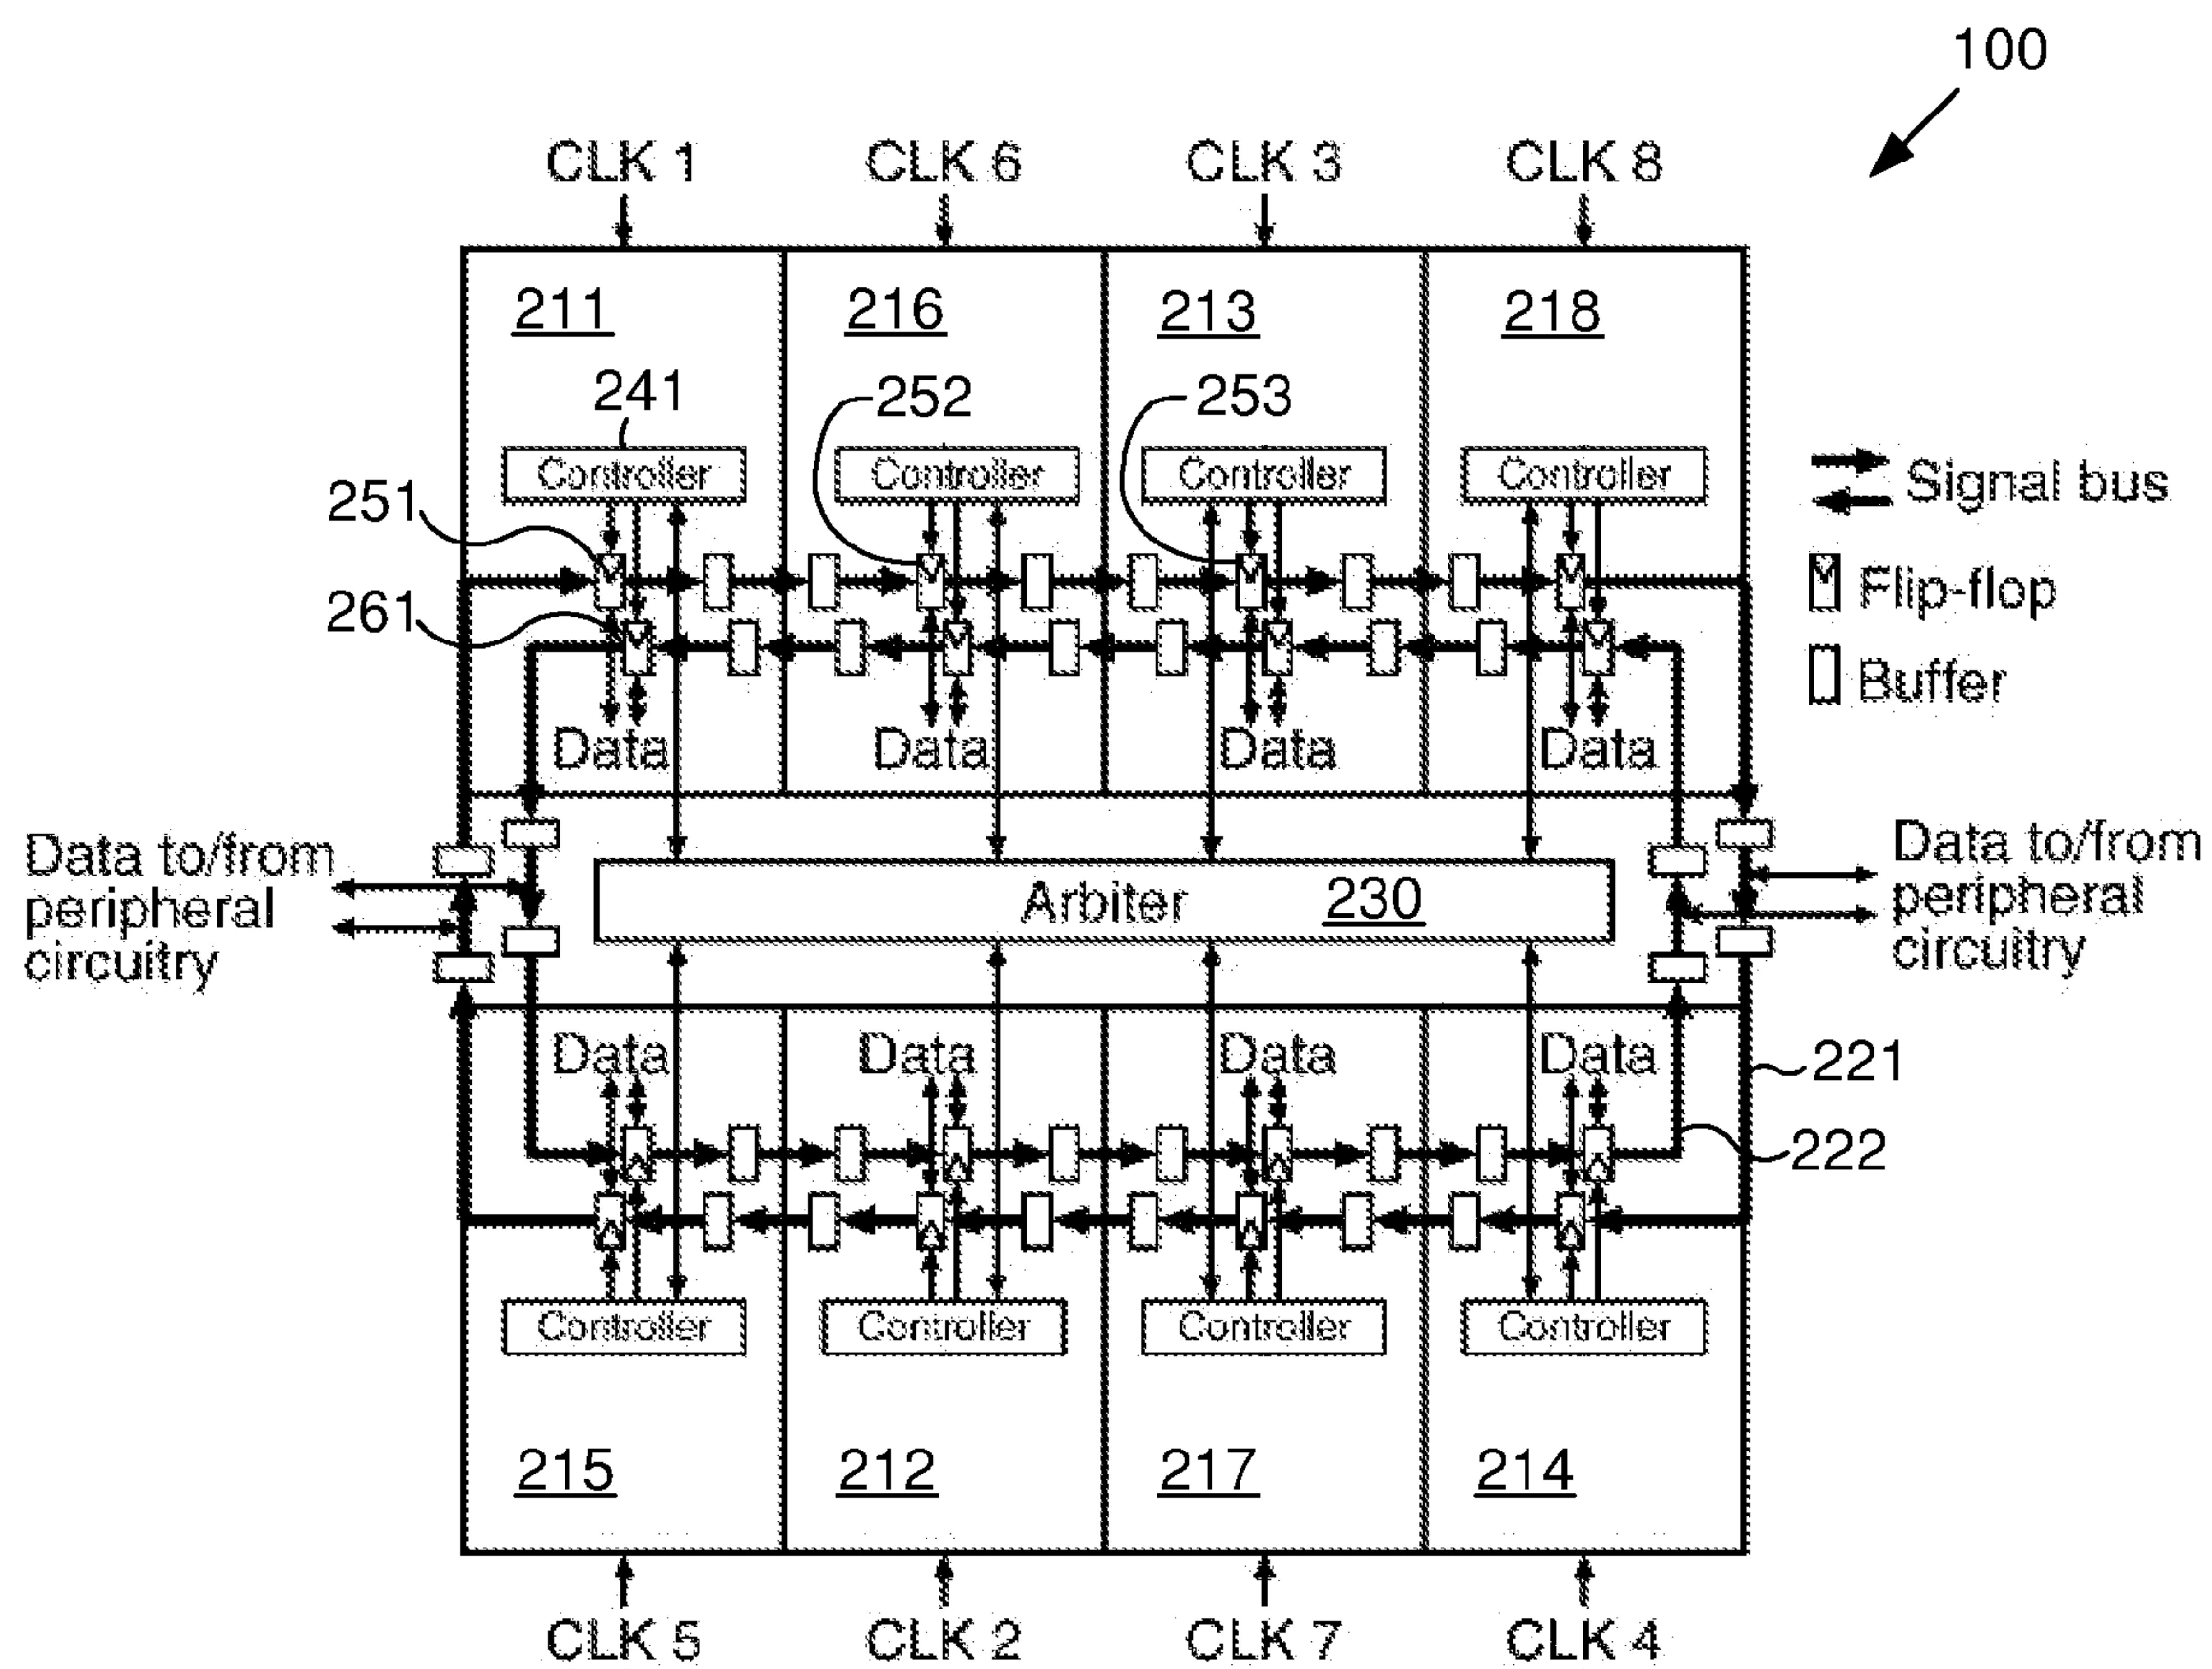 100
CLK 1
CLK 6
CLK 3
CLK 8
211
216
213
218
241
252
253
Controller
Controller
Controller
Controller
251
261
Signal bus
Flip-flop
Buffer
Data
Data
Data
Data
Data to/from
peripheral
circuitry
Arbiter 230
Data to/from
peripheral
circuitry
Data
Data
Data
Data
221
222
Controller
Controller
Controller
Controller
215
212
217
214
CLK 5
CLK 2
CLK 7
CLK 4